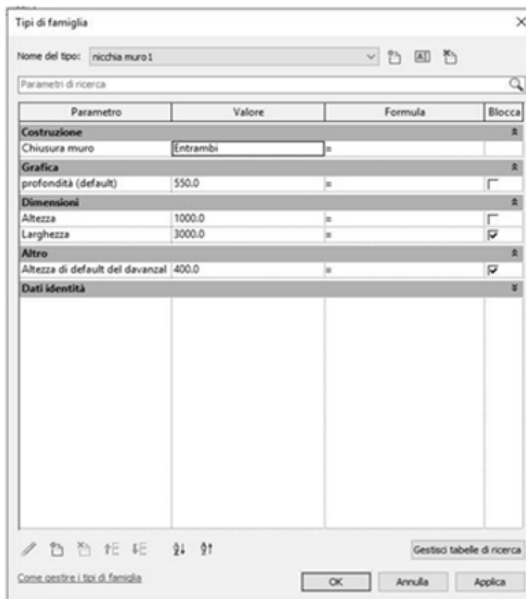 Tipi di famiglia
Nome del tipo: nicchia muro1
Parametri di ricerca
Parametro Valore Formula Blocca
Costruzione
Chiusura muro Entrambi =
Grafica
profondità (default) 550.0 =
Dimensioni
Altezza 1000.0 =
Larghezza 3000.0 =
Altro
Altezza di default del davanzal 400.0 =
Dati identità
Gestisci tabelle di ricerca
Come gestire i tipi di famiglia
OK Annulla Applica